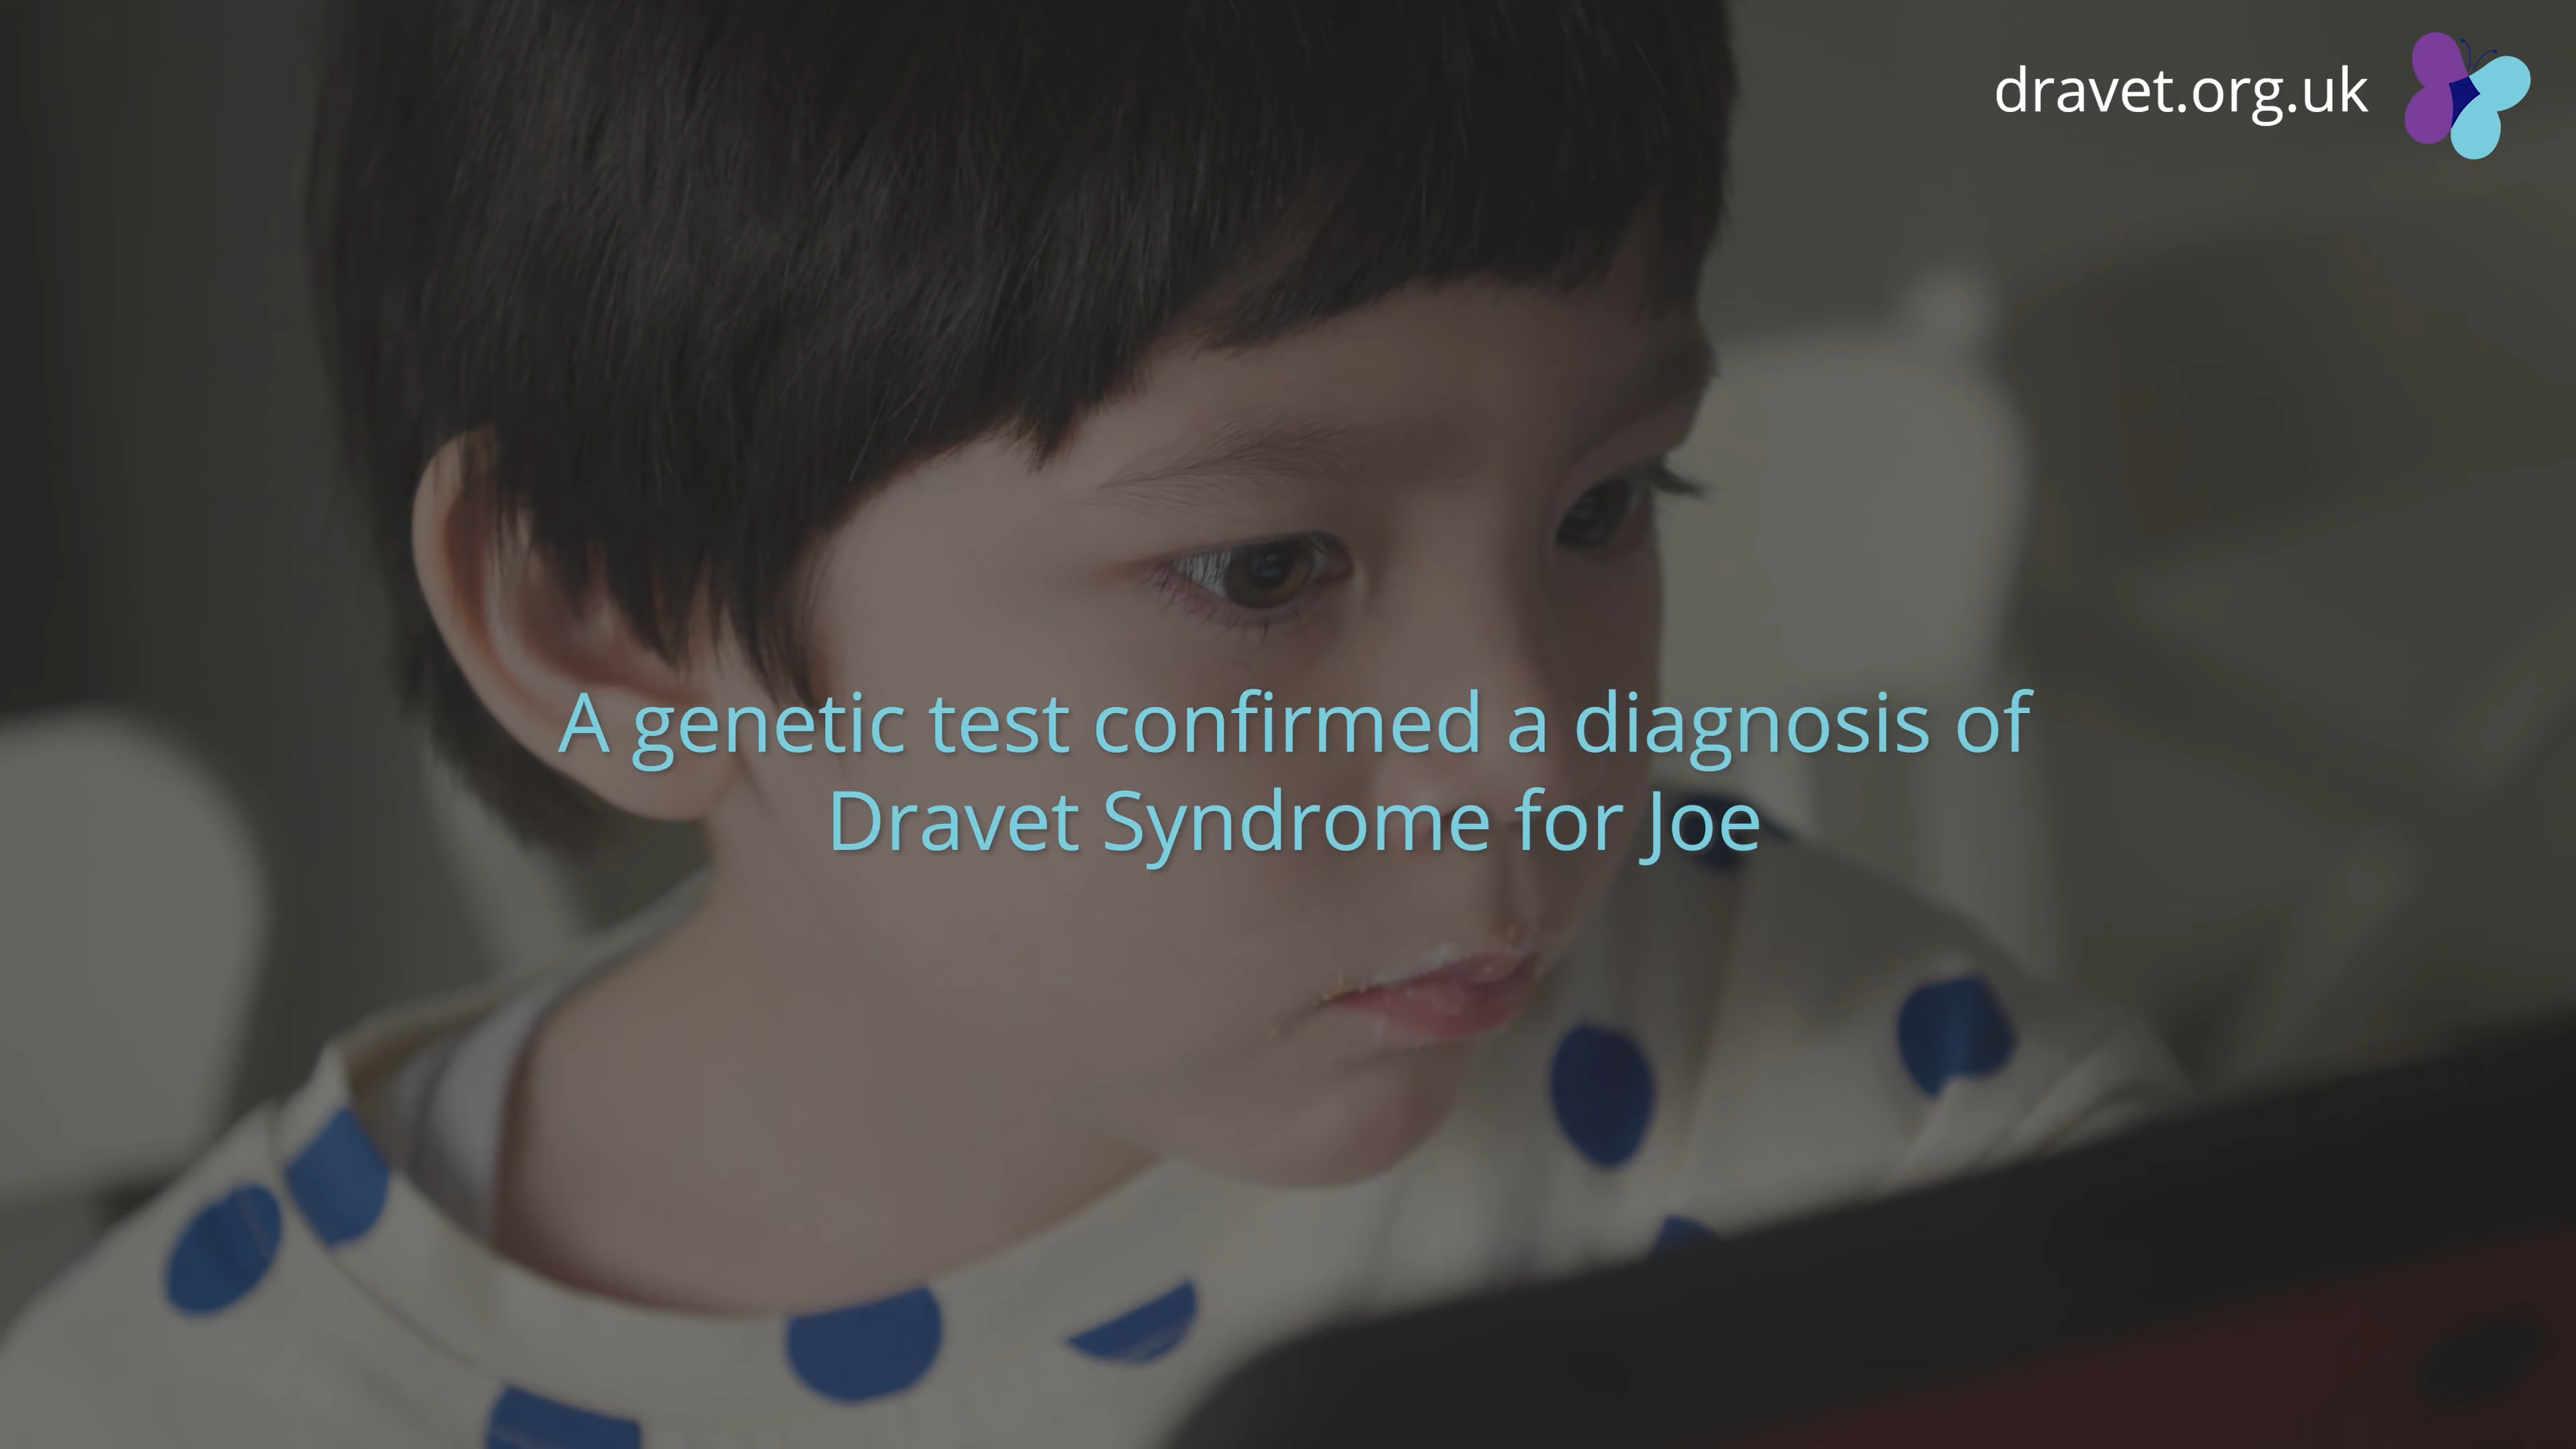 dravet.org.uk
A genetic test confirmed a diagnosis of
Dravet Syndrome for Joe